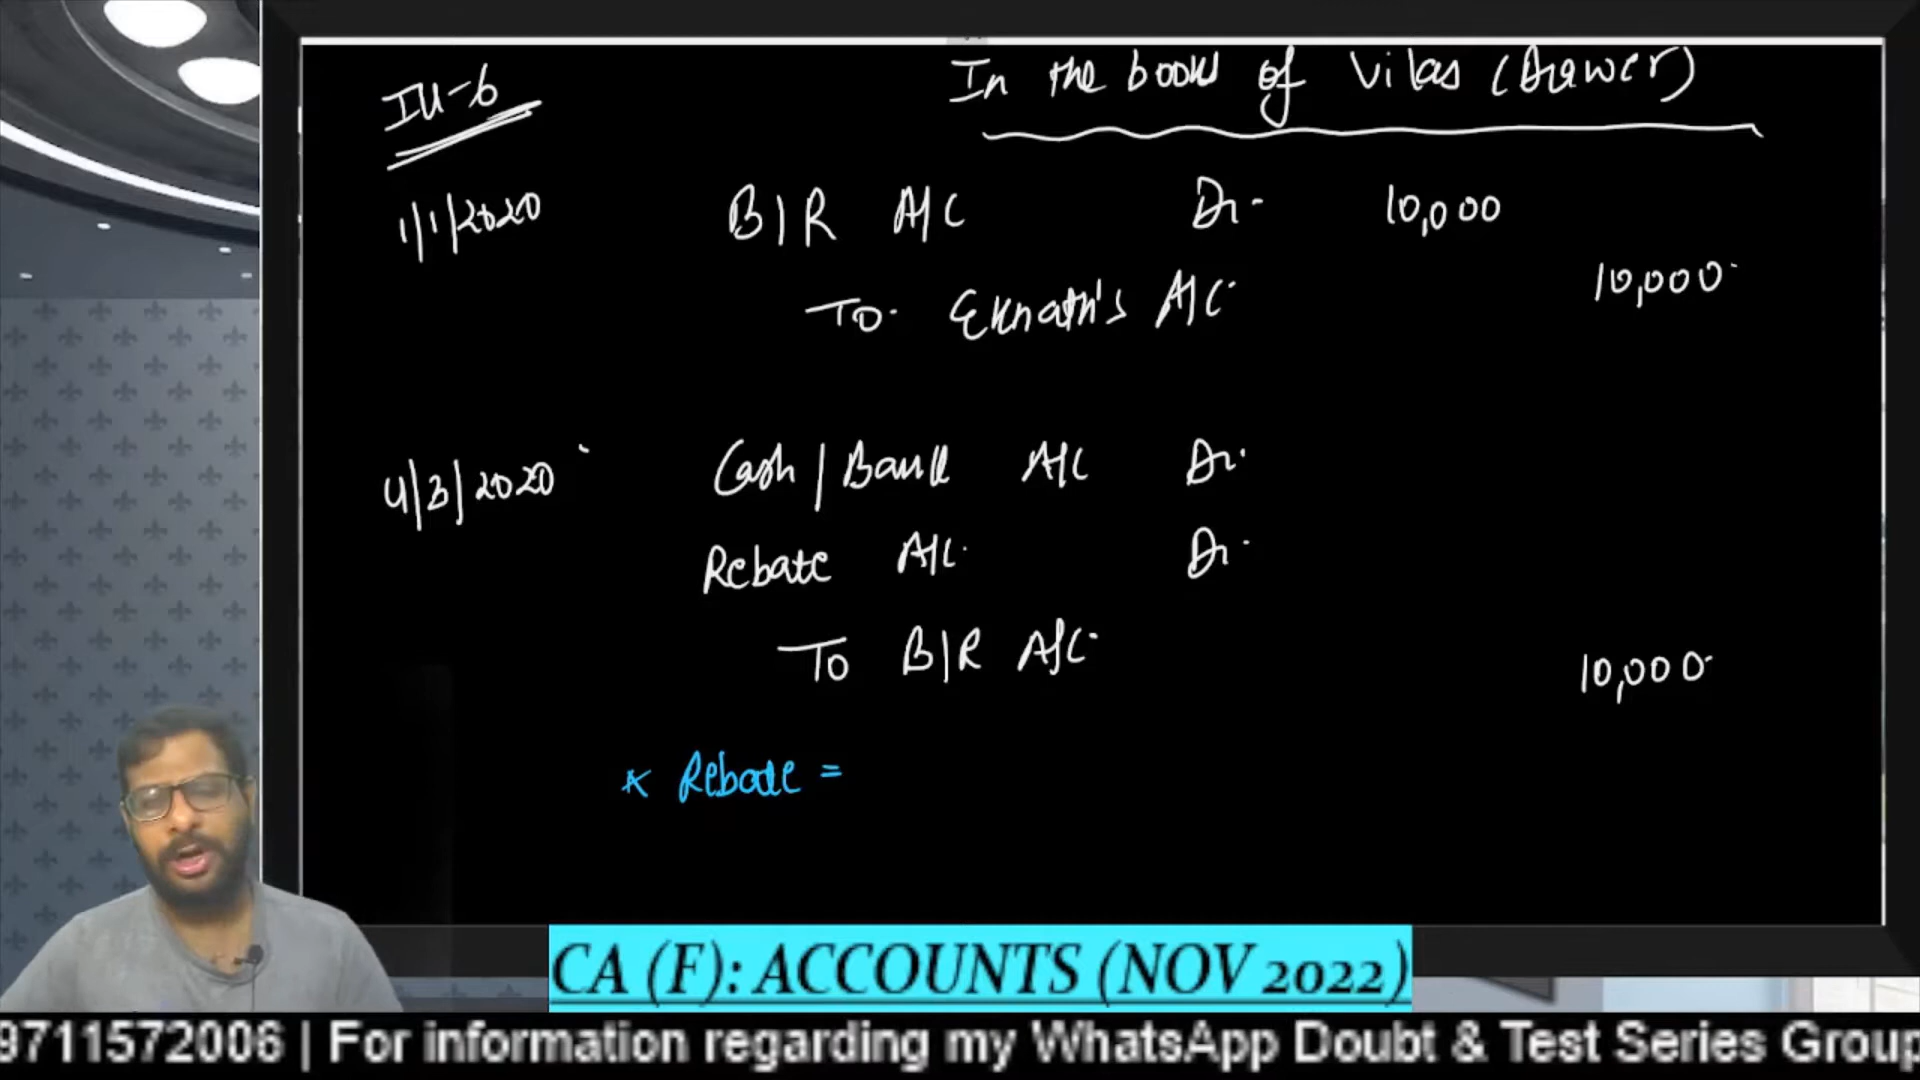 Ill-6
In the books of Vilas (Drawer)
1/1/2020 B/R A/C Dr. 10,000
To Eknath's A/C 10,000
4/3/2020 Cash/Bank A/C Dr.
Rebate A/C Dr.
To B/R A/C 10,000
* Rebate =
CA (F): ACCOUNTS (NOV 2022)
9711572006 | For information regarding my WhatsApp Doubt & Test Series Group